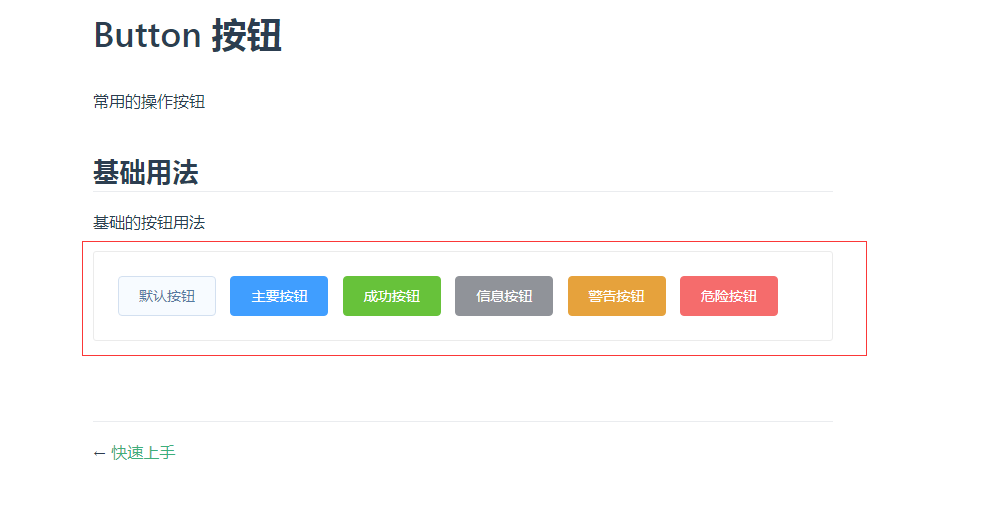 Button 按钮
常用的操作按钮
基础用法
基础的按钮用法
默认按钮 主要按钮 成功按钮 信息按钮 警告按钮 危险按钮
← 快速上手